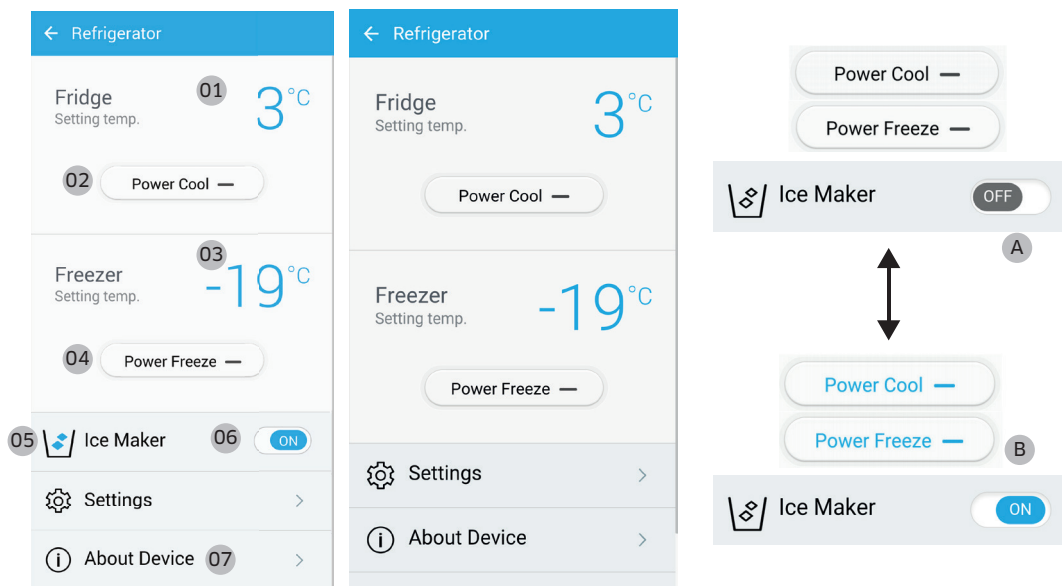 Refrigerator
01
Fridge
3°C
Setting temp.
02
Power Cool
03
Freezer
-19°C
Setting temp.
04
Power Freeze
05
Ice Maker
06
ON
Settings
About Device
07
Refrigerator
Fridge
3°C
Setting temp.
Power Cool
Freezer
-19°C
Setting temp.
Power Freeze
Settings
About Device
Power Cool
Power Freeze
Ice Maker
OFF
A
Power Cool
Power Freeze
B
Ice Maker
ON